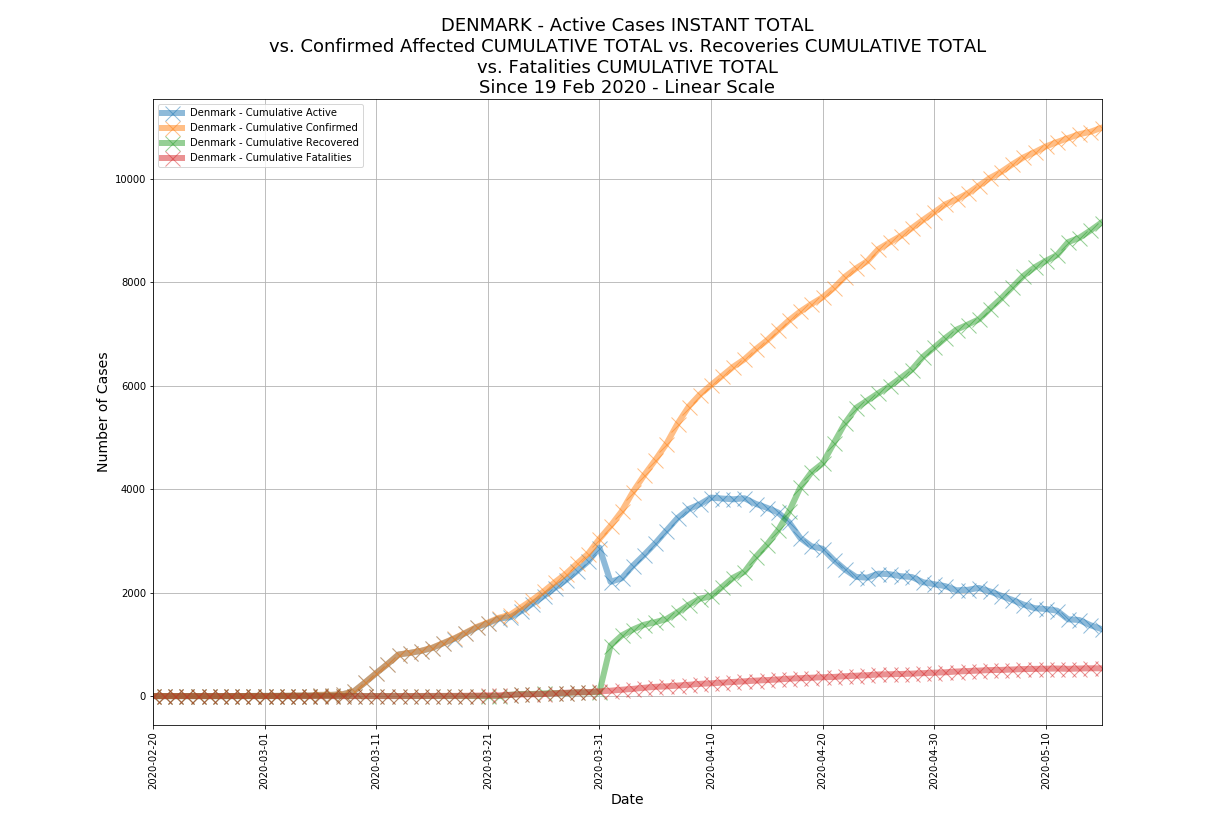 DENMARK - Active Cases INSTANT TOTAL
vs. Confirmed Affected CUMULATIVE TOTAL vs. Recoveries CUMULATIVE TOTAL
vs. Fatalities CUMULATIVE TOTAL
Since 19 Feb 2020 - Linear Scale
Denmark - Cumulative Active
Denmark - Cumulative Confirmed
Denmark - Cumulative Recovered
Denmark - Cumulative Fatalities
Number of Cases
10000
8000
6000
4000
2000
0
2020-02-20
2020-03-01
2020-03-11
2020-03-21
2020-03-31
2020-04-10
2020-04-20
2020-04-30
2020-05-10
Date